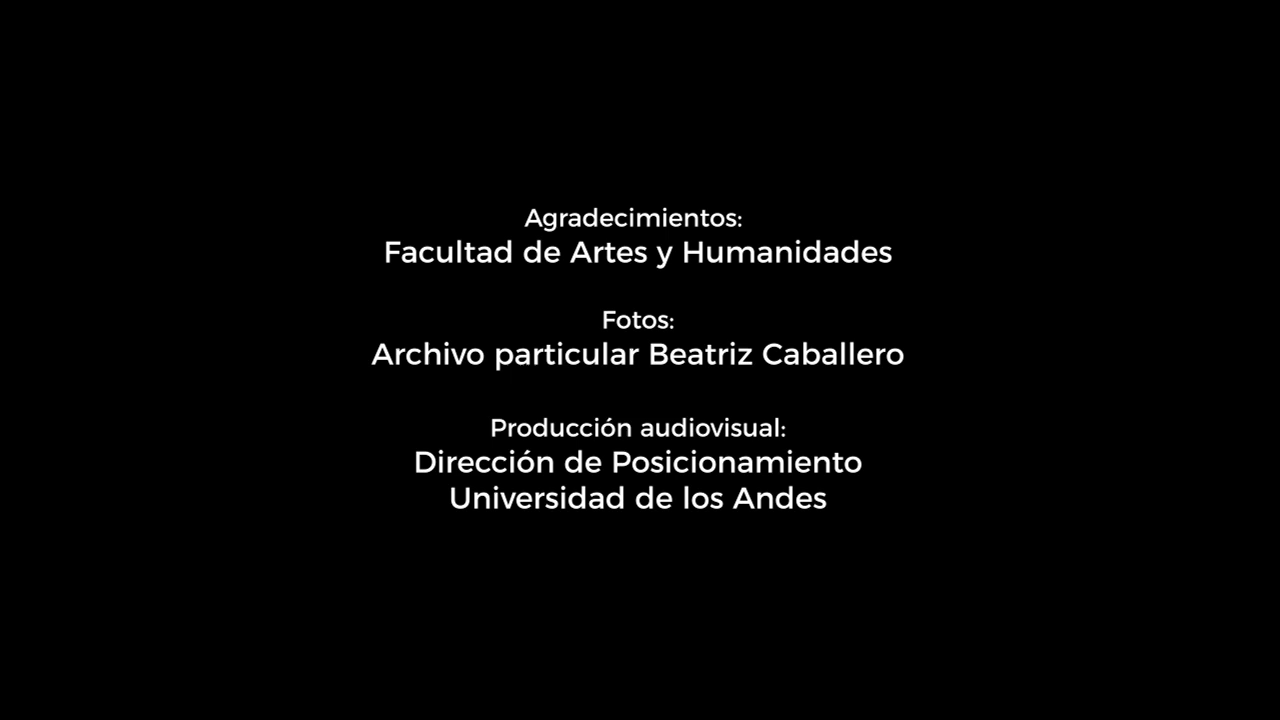 Agradecimientos:
Facultad de Artes y Humanidades
Fotos:
Archivo particular Beatriz Caballero
Producción audiovisual:
Dirección de Posicionamiento
Universidad de los Andes